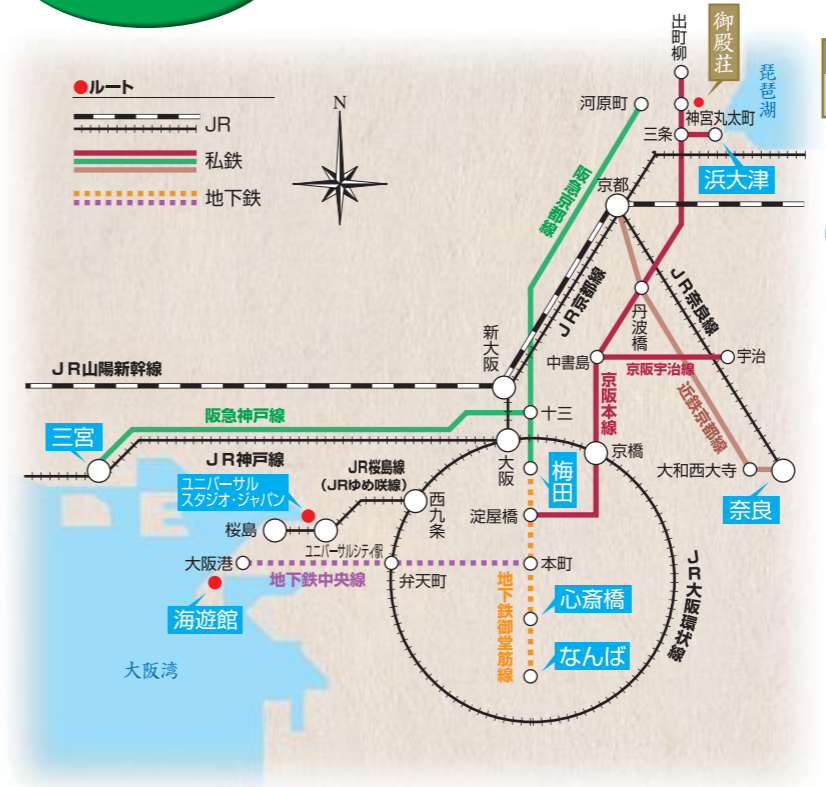 ●ルート
JR
私鉄
地下鉄
N
出町柳
御殿荘
琵琶湖
河原町
神宮丸太町
三条
浜大津
京都
阪急京都線
JR京都線
JR奈良線
丹波橋
新大阪
中書島
宇治
京阪宇治線
JR山陽新幹線
京阪本線
近鉄京都線
阪急神戸線
十三
三宮
JR神戸線
大阪
京橋
梅田
大和西大寺
奈良
JR桜島線
(JRゆめ咲線)
ユニバーサル
スタジオ・ジャパン
西九条
淀屋橋
桜島
ユニバーサルシティ駅
大阪港
地下鉄中央線
弁天町
本町
JR大阪環状線
地下鉄御堂筋線
心斎橋
海遊館
なんば
大阪湾